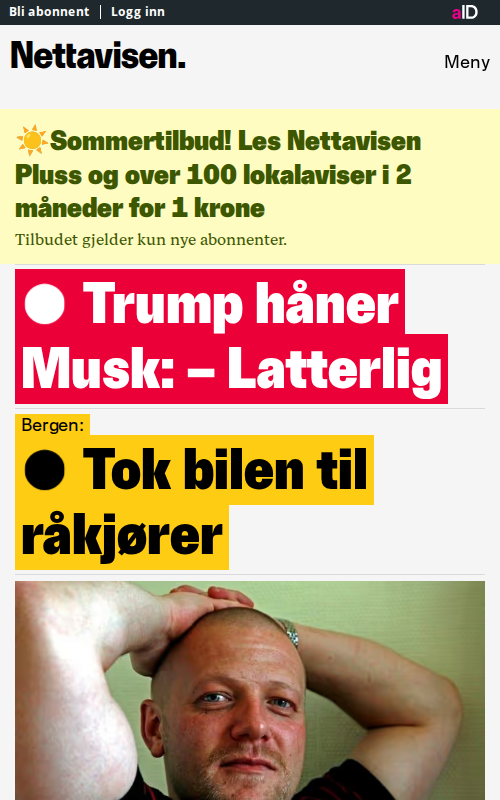 Bli abonnent | Logg inn
aID
Nettavisen.
Meny
☀️Sommertilbud! Les Nettavisen
Pluss og over 100 lokalaviser i 2
måneder for 1 krone
Tilbudet gjelder kun nye abonnenter.
Trump håner
Musk: – Latterlig
Bergen:
Tok bilen til
råkjører